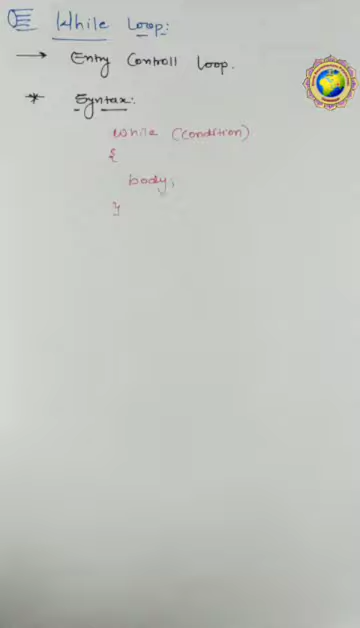 While Loop:
→ Entry Controll Loop.
* Syntax:
While (condition)
{
body;
}